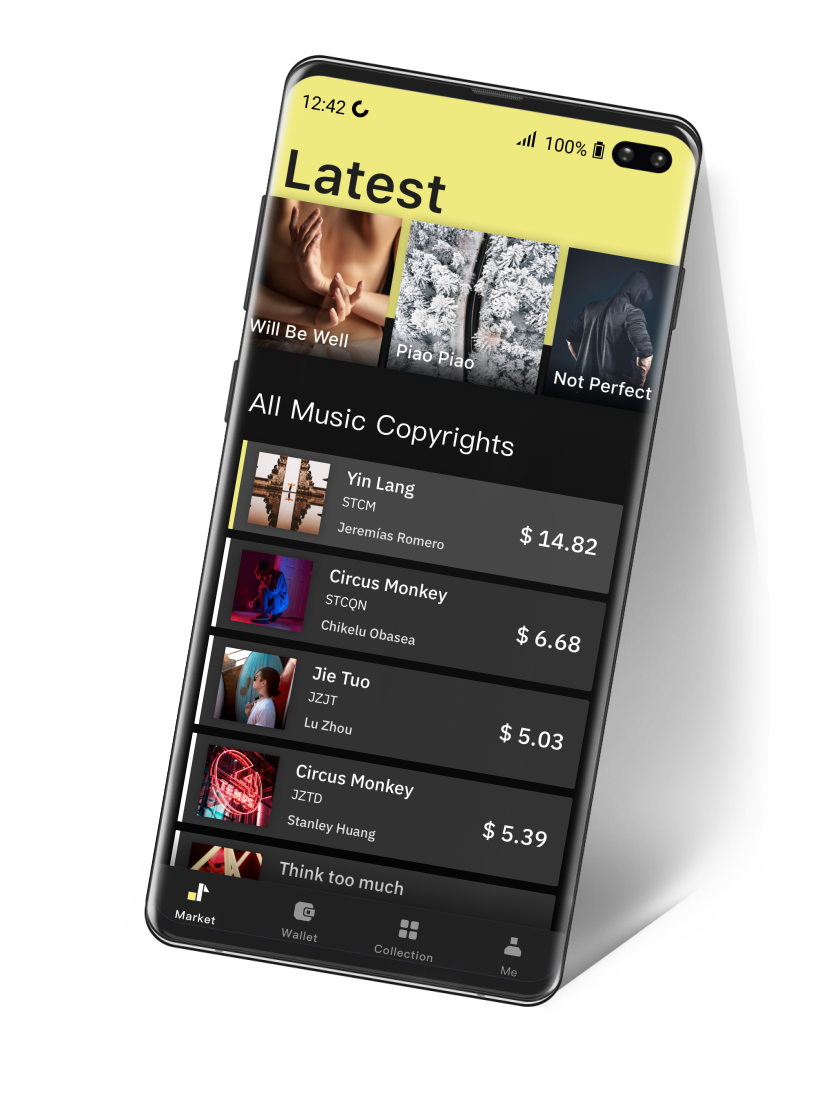 12:42
100%
Latest
Will Be Well
Piao Piao
Not Perfect
All Music Copyrights
Yin Lang
STCM
Jeremías Romero
$ 14.82
Circus Monkey
STCQN
Chikelu Obasea
$ 6.68
Jie Tuo
JZJT
Lu Zhou
$ 5.03
Circus Monkey
JZTD
Stanley Huang
$ 5.39
Think too much
Market
Wallet
Collection
Me